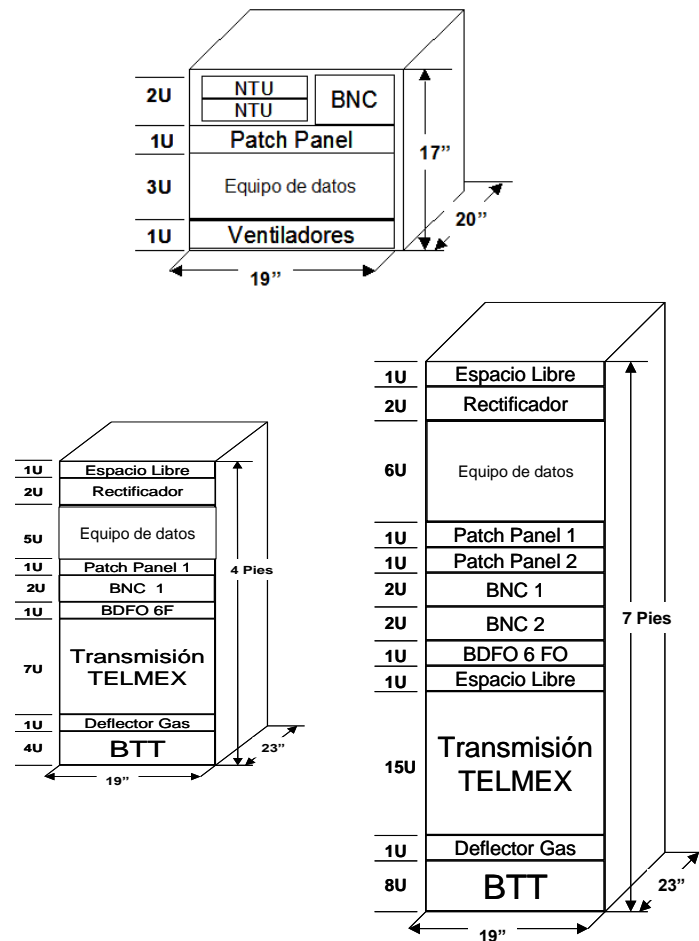 2U
NTU
NTU
BNC
1U
Patch Panel
3U
Equipo de datos
1U
Ventiladores
17”
20”
19”
1U
Espacio Libre
2U
Rectificador
5U
Equipo de datos
1U
Patch Panel 1
2U
BNC 1
1U
BDFO 6F
7U
Transmisión
TELMEX
1U
Deflector Gas
4U
BTT
4 Pies
23”
19”
1U
Espacio Libre
2U
Rectificador
6U
Equipo de datos
1U
Patch Panel 1
1U
Patch Panel 2
2U
BNC 1
2U
BNC 2
1U
BDFO 6 FO
1U
Espacio Libre
15U
Transmisión
TELMEX
1U
Deflector Gas
8U
BTT
7 Pies
23”
19”